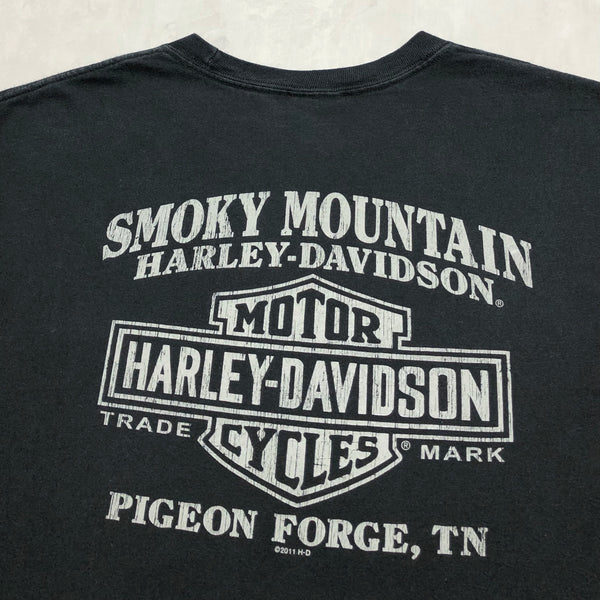 SMOKY MOUNTAIN
HARLEY-DAVIDSON®
MOTOR
HARLEY-DAVIDSON
TRADE CYCLES® MARK
PIGEON FORGE, TN
©2011 H-D